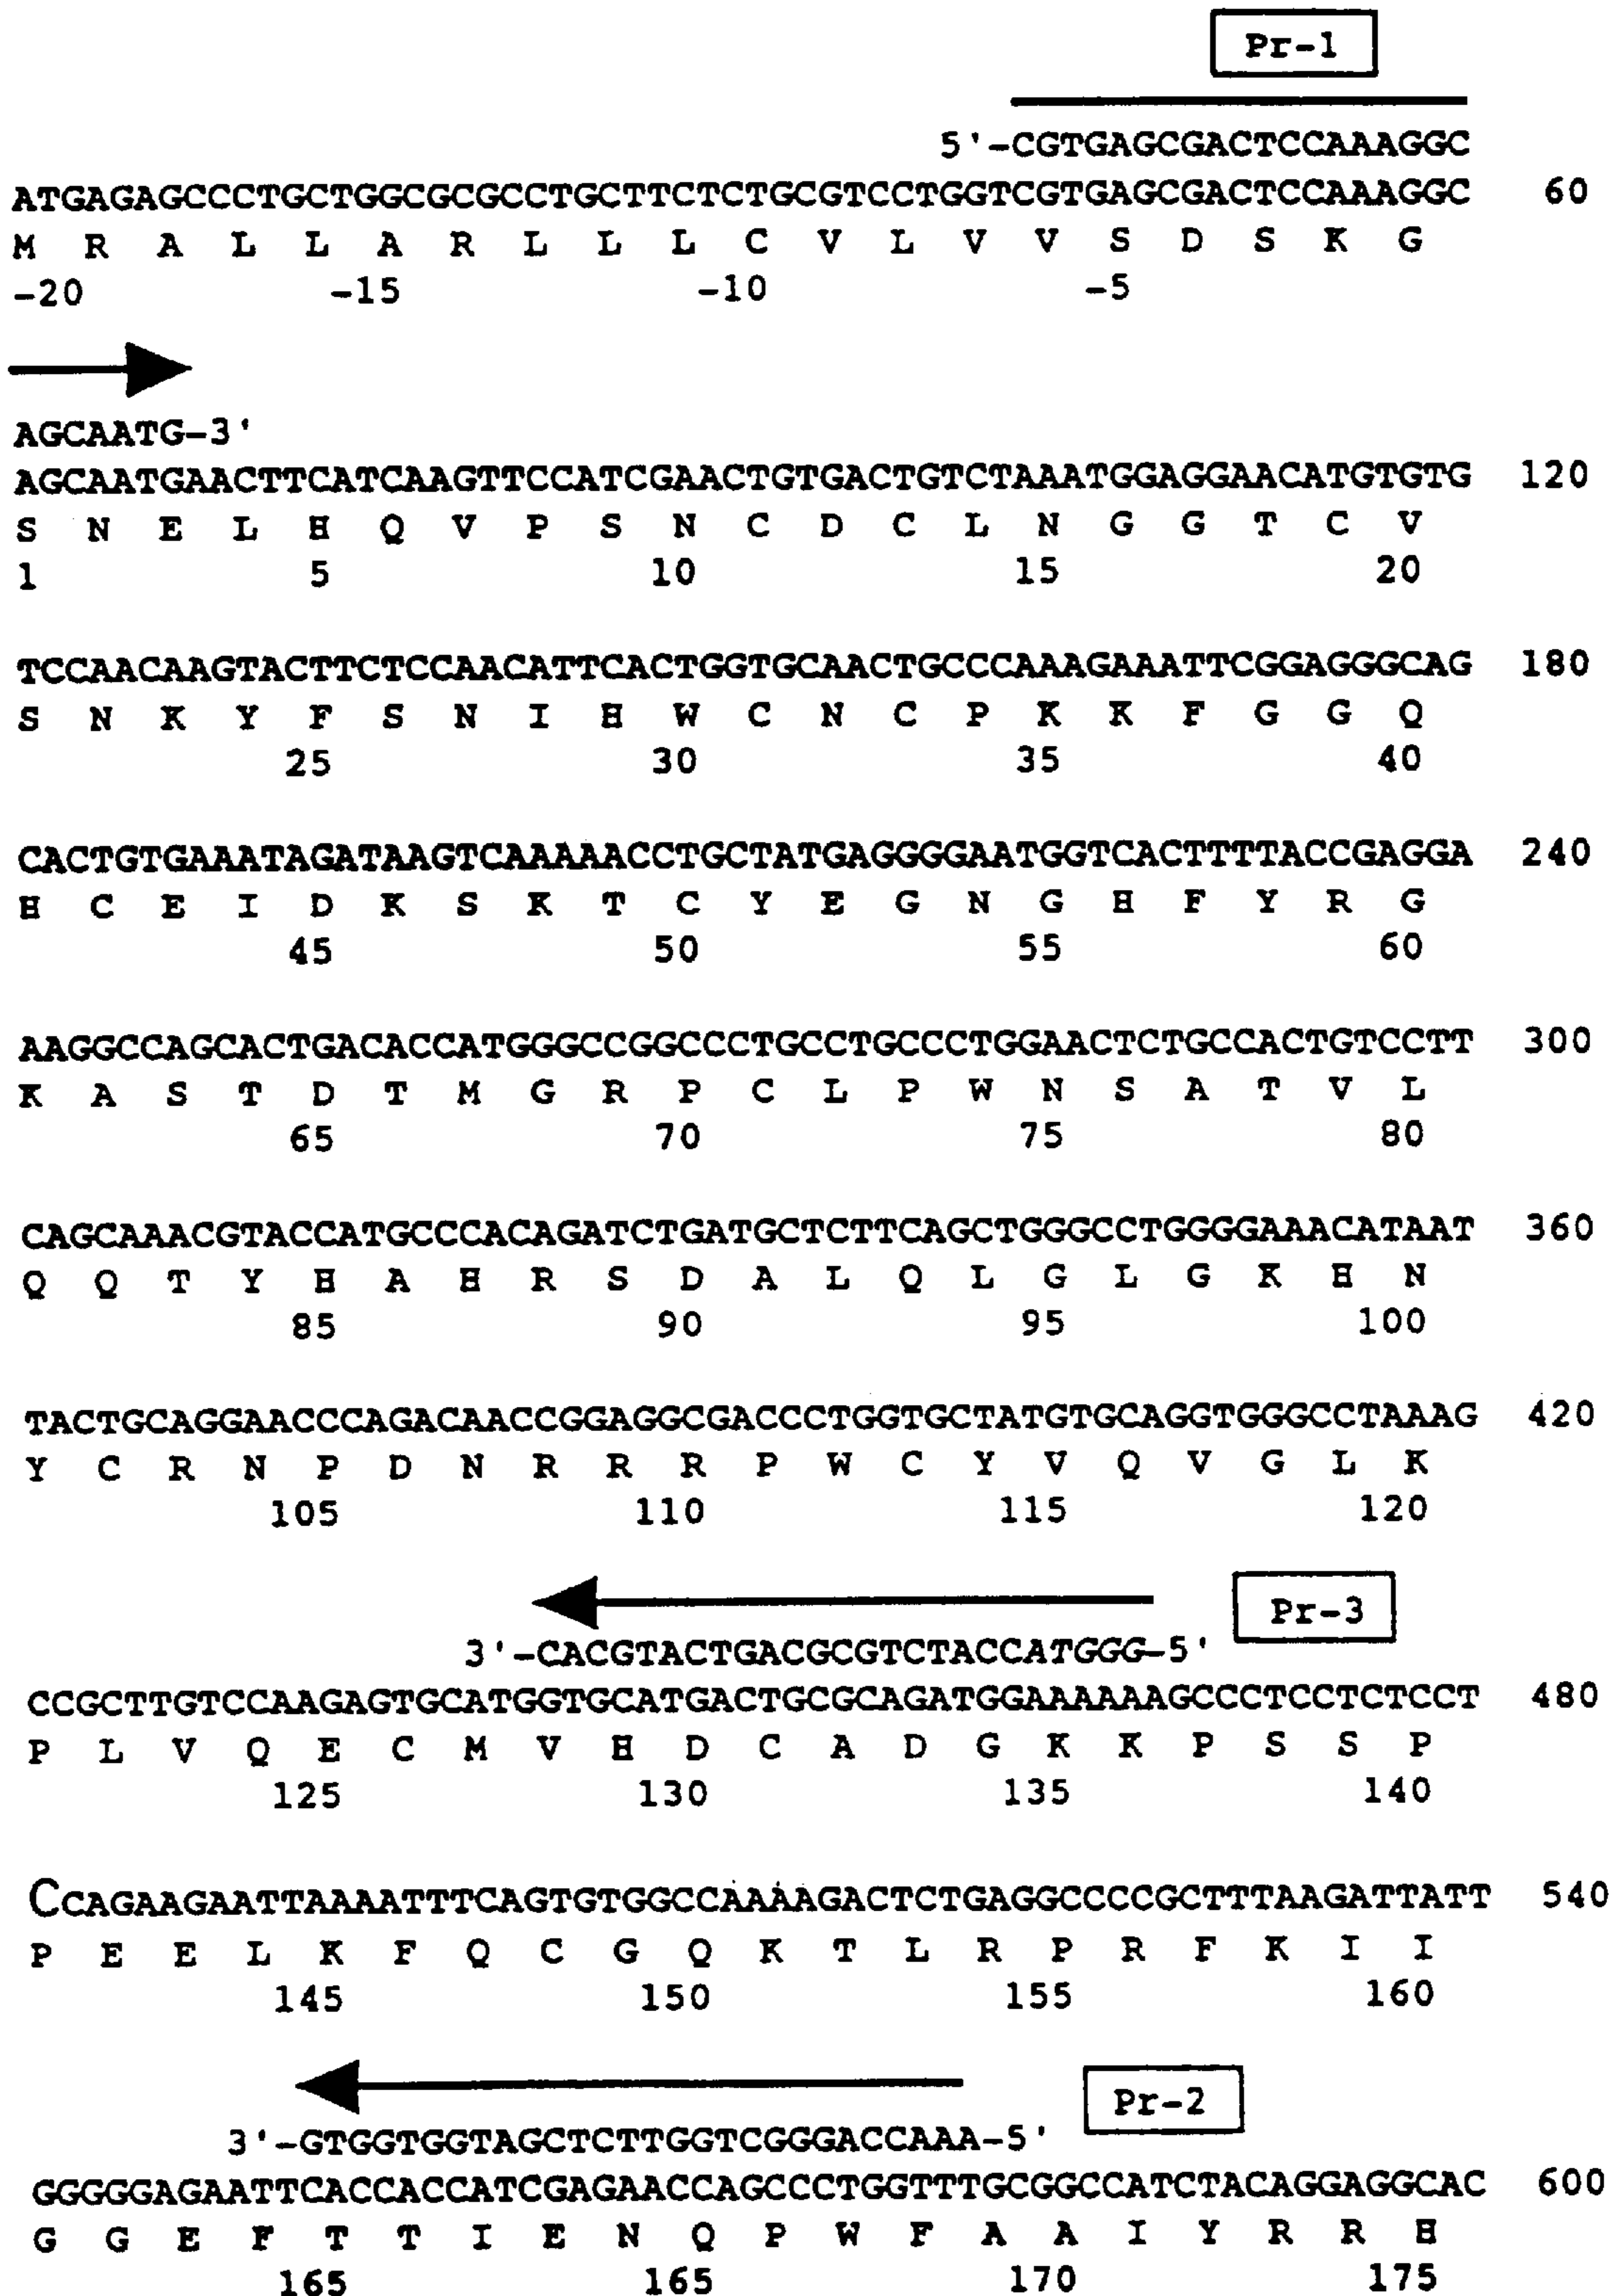 Pr-1
5'-CGTGAGCGACTCCAAAGGC
ATGAGAGCCCTGCTGGCGCGCCTGCTTCTCTGCGTCCTGGTCGTGAGCGACTCCAAAGGC 60
M R A L L A R L L L C V L V V S D S K G
-20 -15 -10 -5
AGCAATG-3'
AGCAATGAACTTCATCAAGTTCCATCGAACTGTGACTGTCTAAATGGAGGAACATGTGTG 120
S N E L H Q V P S N C D C L N G G T C V
1 5 10 15 20
TCCAACAAGTACTTCTCCAACATTCACTGGTGCAACTGCCCAAAGAAATTCGGAGGGCAG 180
S N K Y F S N I H W C N C P K K F G G Q
25 30 35 40
CACTGTGAAATAGATAAGTCAAAAACCTGCTATGAGGGGAATGGTCACTTTTACCGAGGA 240
H C E I D K S K T C Y E G N G H F Y R G
45 50 55 60
AAGGCCAGCACTGACACCATGGGCCGGCCCTGCCTGCCCTGGAACTCTGCCACTGTCCTT 300
K A S T D T M G R P C L P W N S A T V L
65 70 75 80
CAGCAAACGTACCATGCCCACAGATCTGATGCTCTTCAGCTGGGCCTGGGGAAACATAAT 360
Q Q T Y H A H R S D A L Q L G L G K H N
85 90 95 100
TACTGCAGGAACCCAGACAACCGGAGGCGACCCTGGTGCTATGTGCAGGTGGGCCTAAAG 420
Y C R N P D N R R R P W C Y V Q V G L K
105 110 115 120
Pr-3
3'-CACGTACTGACGCGTCTACCATGGG-5'
CCGCTTGTCCAAGAGTGCATGGTGCATGACTGCGCAGATGGAAAAAAGCCCTCCTCTCCT 480
P L V Q E C M V H D C A D G K K P S S P
125 130 135 140
CCAGAAGAATTAAAATTTCAGTGTGGCCAAAAGACTCTGAGGCCCCGCTTTAAGATTATT 540
P E E L K F Q C G Q K T L R P R F K I I
145 150 155 160
Pr-2
3'-GTGGTGGTAGCTCTTGGTCGGGACCAAA-5'
GGGGGAGAATTCACCACCATCGAGAACCAGCCCTGGTTTGCGGCCATCTACAGGAGGCAC 600
G G E F T T I E N Q P W F A A I Y R R H
165 165 170 175